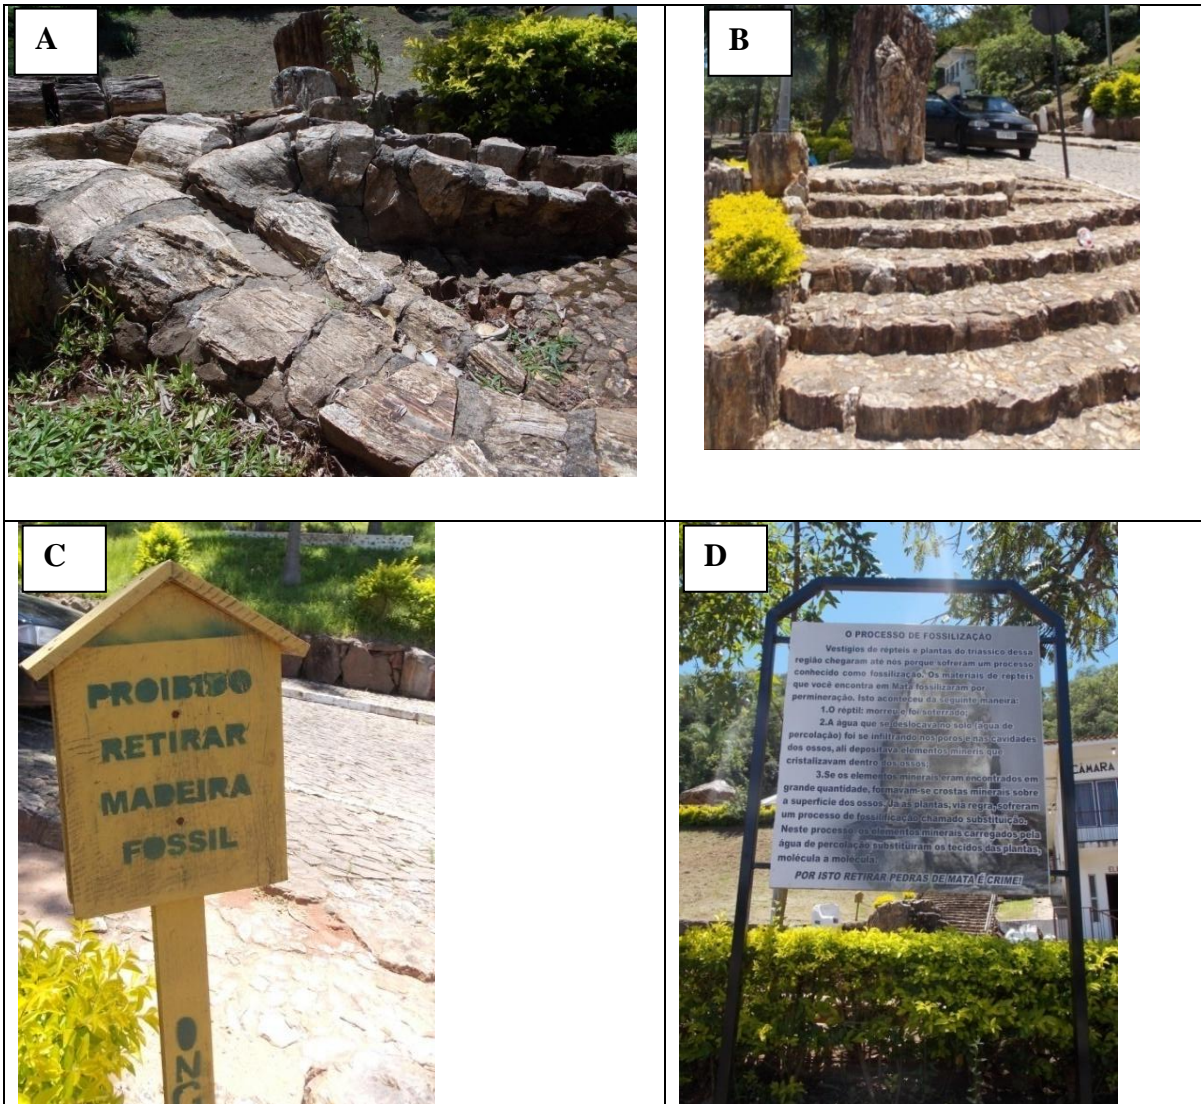 A
B
C
PROIBIDO
RETIRAR
MADEIRA
FOSSIL
ONG
D
O PROCESSO DE FOSSILIZAÇÃO
Vestígios de répteis e plantas do triássico dessa
região chegaram até nós porque sofreram um processo
conhecido como fossilização. Os materiais de répteis
que você encontra em Mata fossilizaram por
permineração. Isto aconteceu da seguinte maneira:
1.O réptil: morreu e foi soterrado;
2.A água que se deslocava no solo (água de
percolação) foi se infiltrando nos poros e nas cavidades
dos ossos, ali depositava elementos mineris que
cristalizavam dentro dos ossos;
3.Se os elementos minerais eram encontrados em
grande quantidade, formavam-se crostas minerais sobre
a superfície dos ossos. Já as plantas, via regra, sofreram
um processo de fossilização chamado substituição.
Neste processo os elementos minerais carregados pela
água de percolação substituíram os tecidos das plantas,
molécula a molécula.
POR ISTO RETIRAR PEDRAS DE MATA É CRIME!
CÂMARA